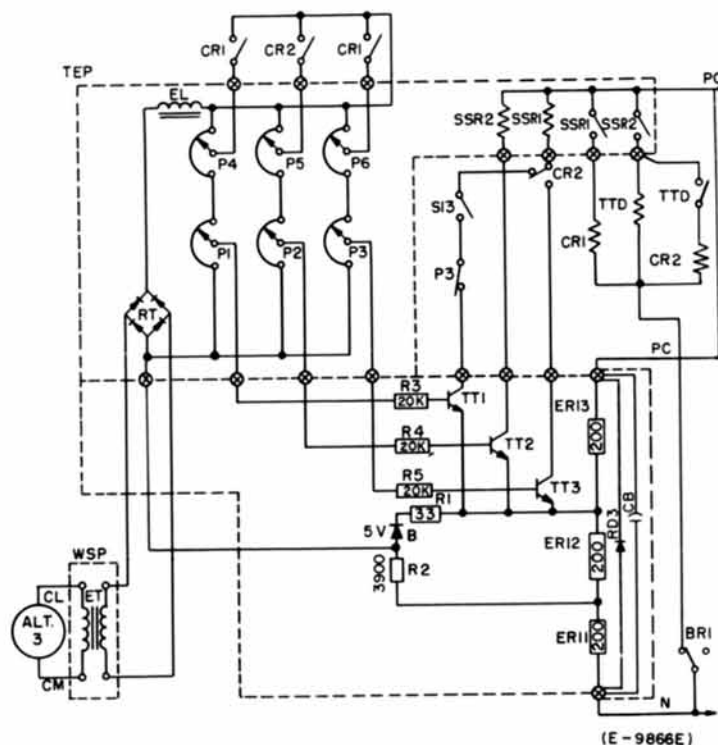 CR1 CR2 CR1
TEP
PC
EL
SSR2 SSR1 SSR1 SSR2
P4 P5 P6
CR2
S13
TTD
TTD
CR1
P1 P2 P3
CR2
P3
RT
PC
R3
20K
TT1
ER13
200
R4
20K
TT2
R5
20K
TT3
R1
33
5V
B
RD3
CB
WSP
3900
R2
ER12
200
CL
ET
ALT.
3
ER11
200
BR1
CM
N
(E-9866E)